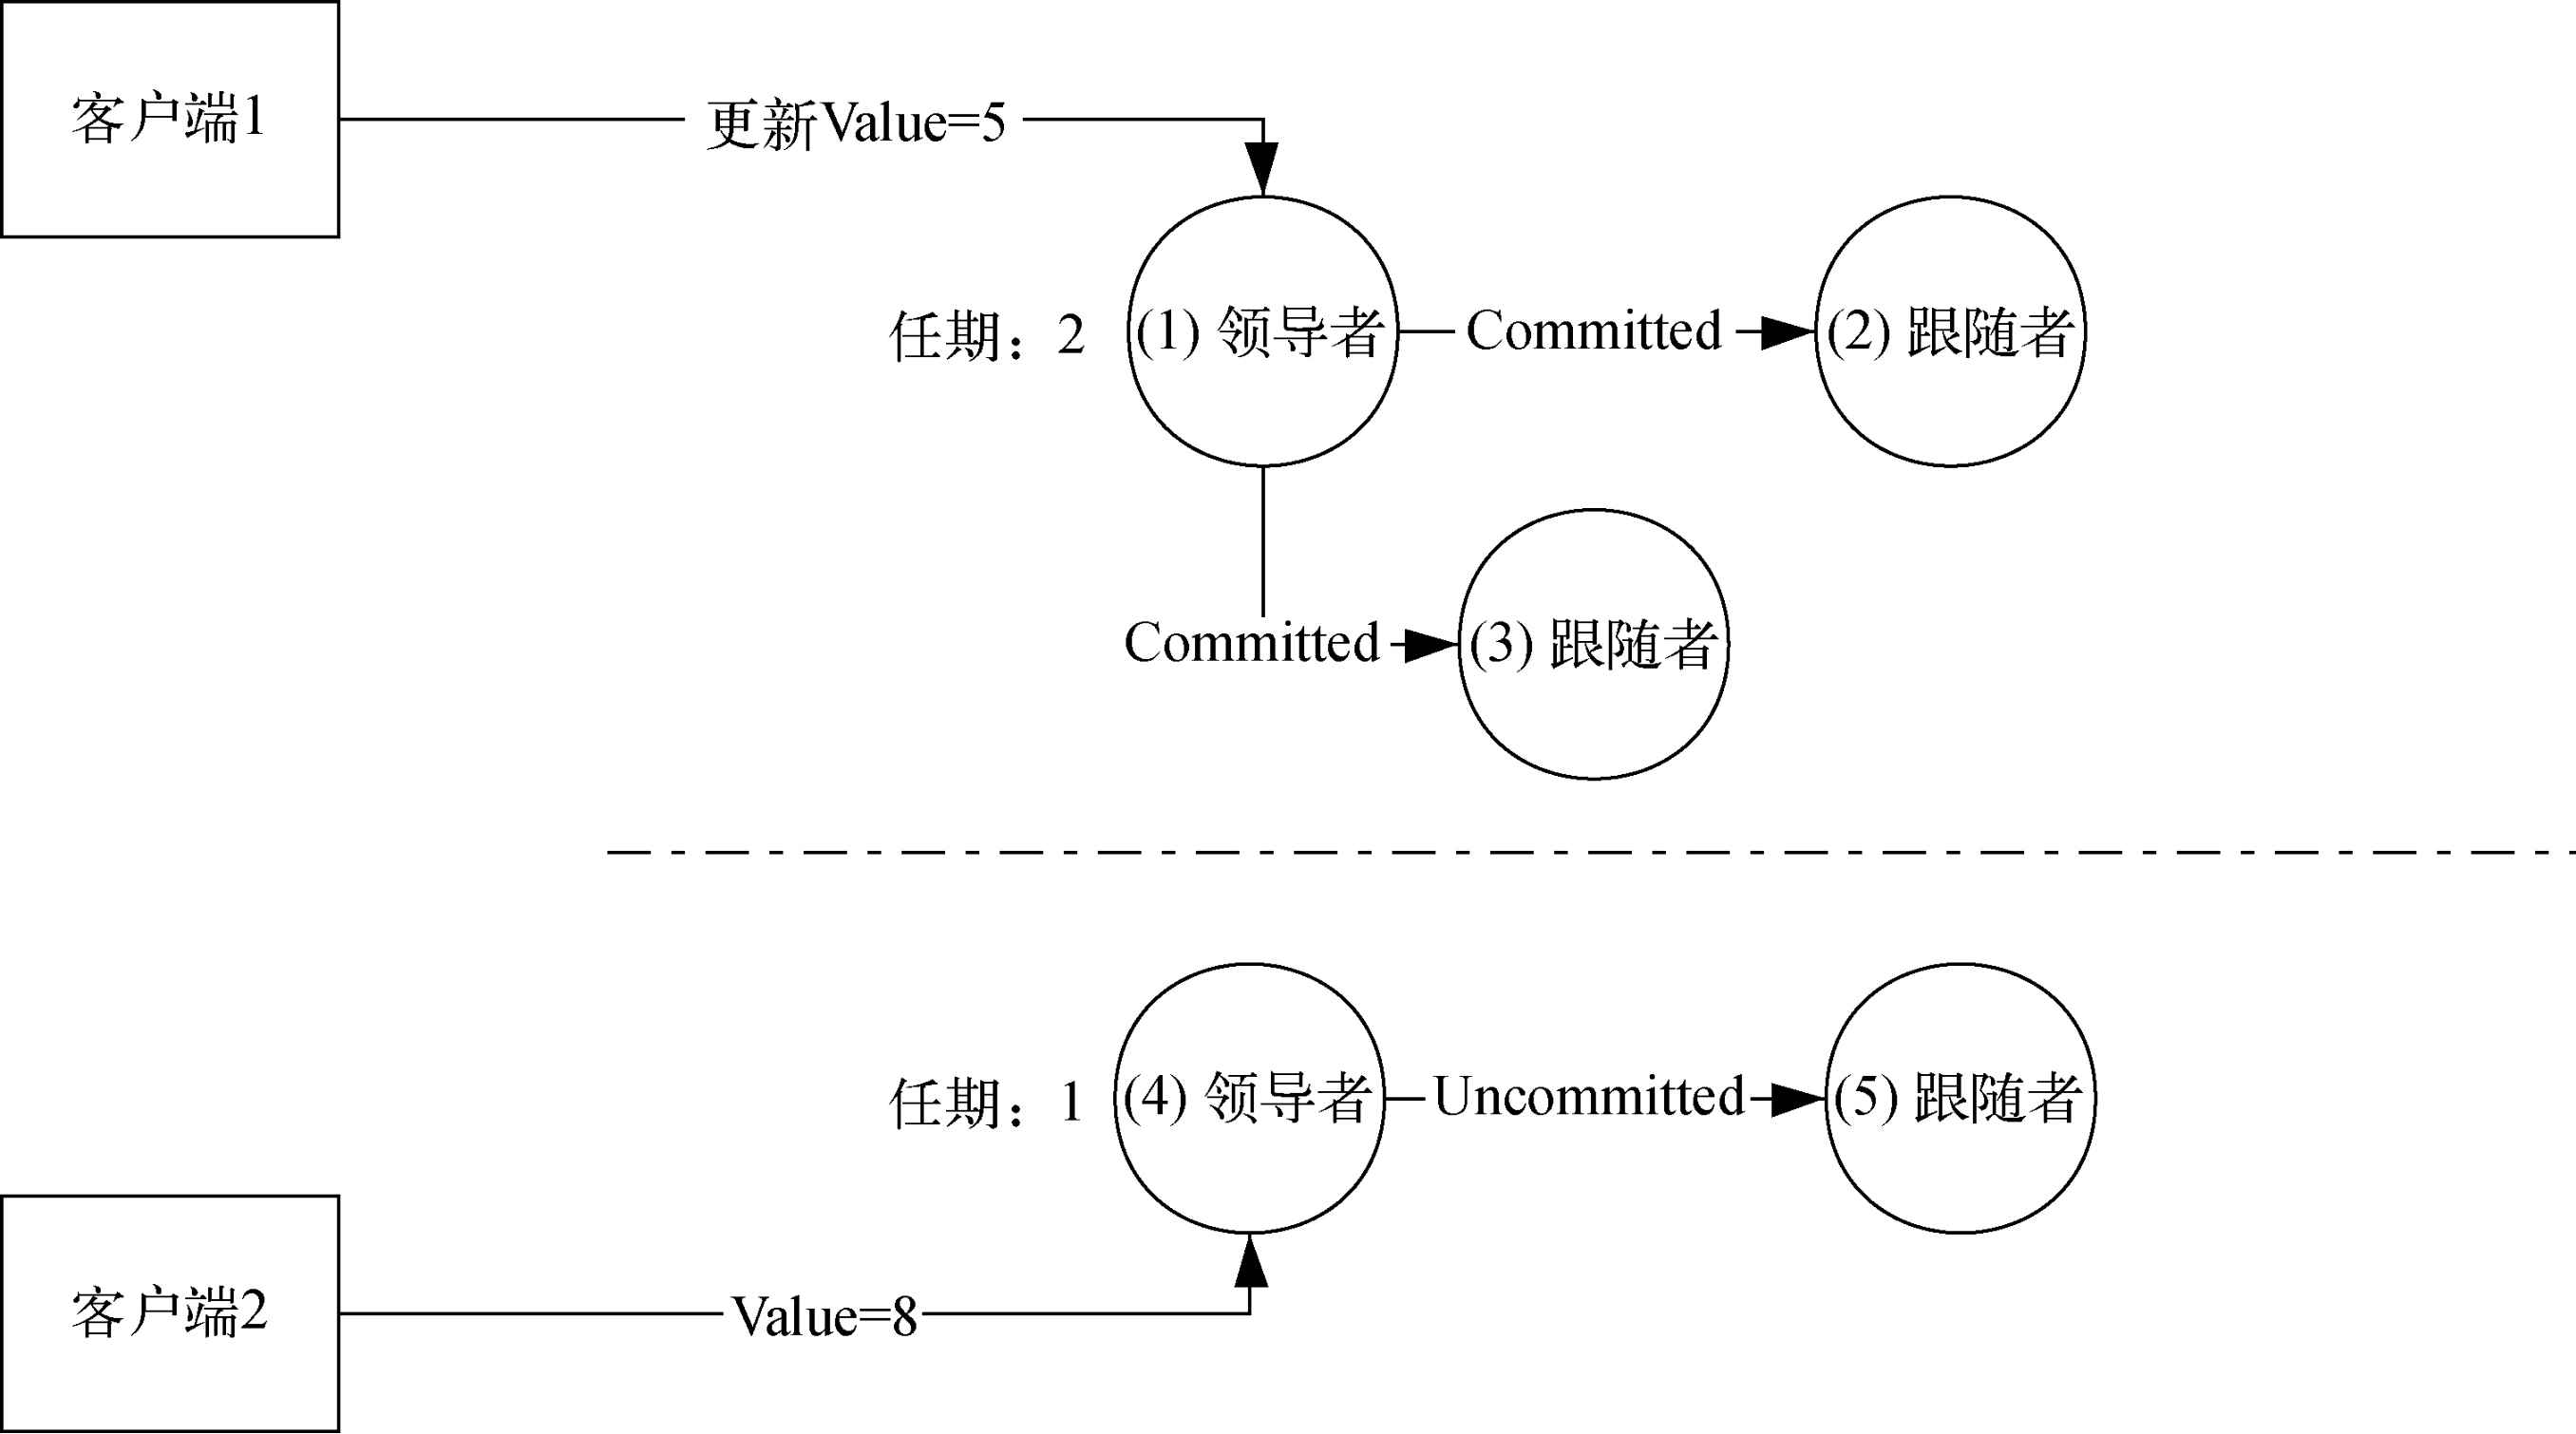 客户端1
更新Value=5
任期：2
(1) 领导者
Committed
(2) 跟随者
Committed
(3) 跟随者
任期：1
(4) 领导者
Uncommitted
(5) 跟随者
客户端2
Value=8